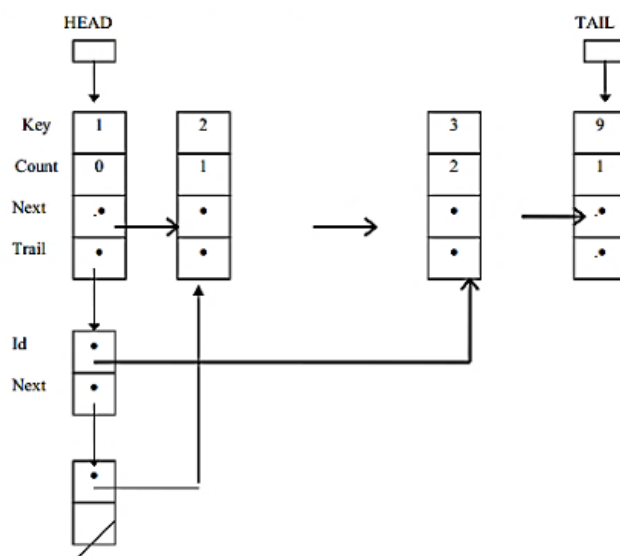 HEAD TAIL
Key 1 2 3 9
Count 0 1 2 1
Next
Trail
Id
Next